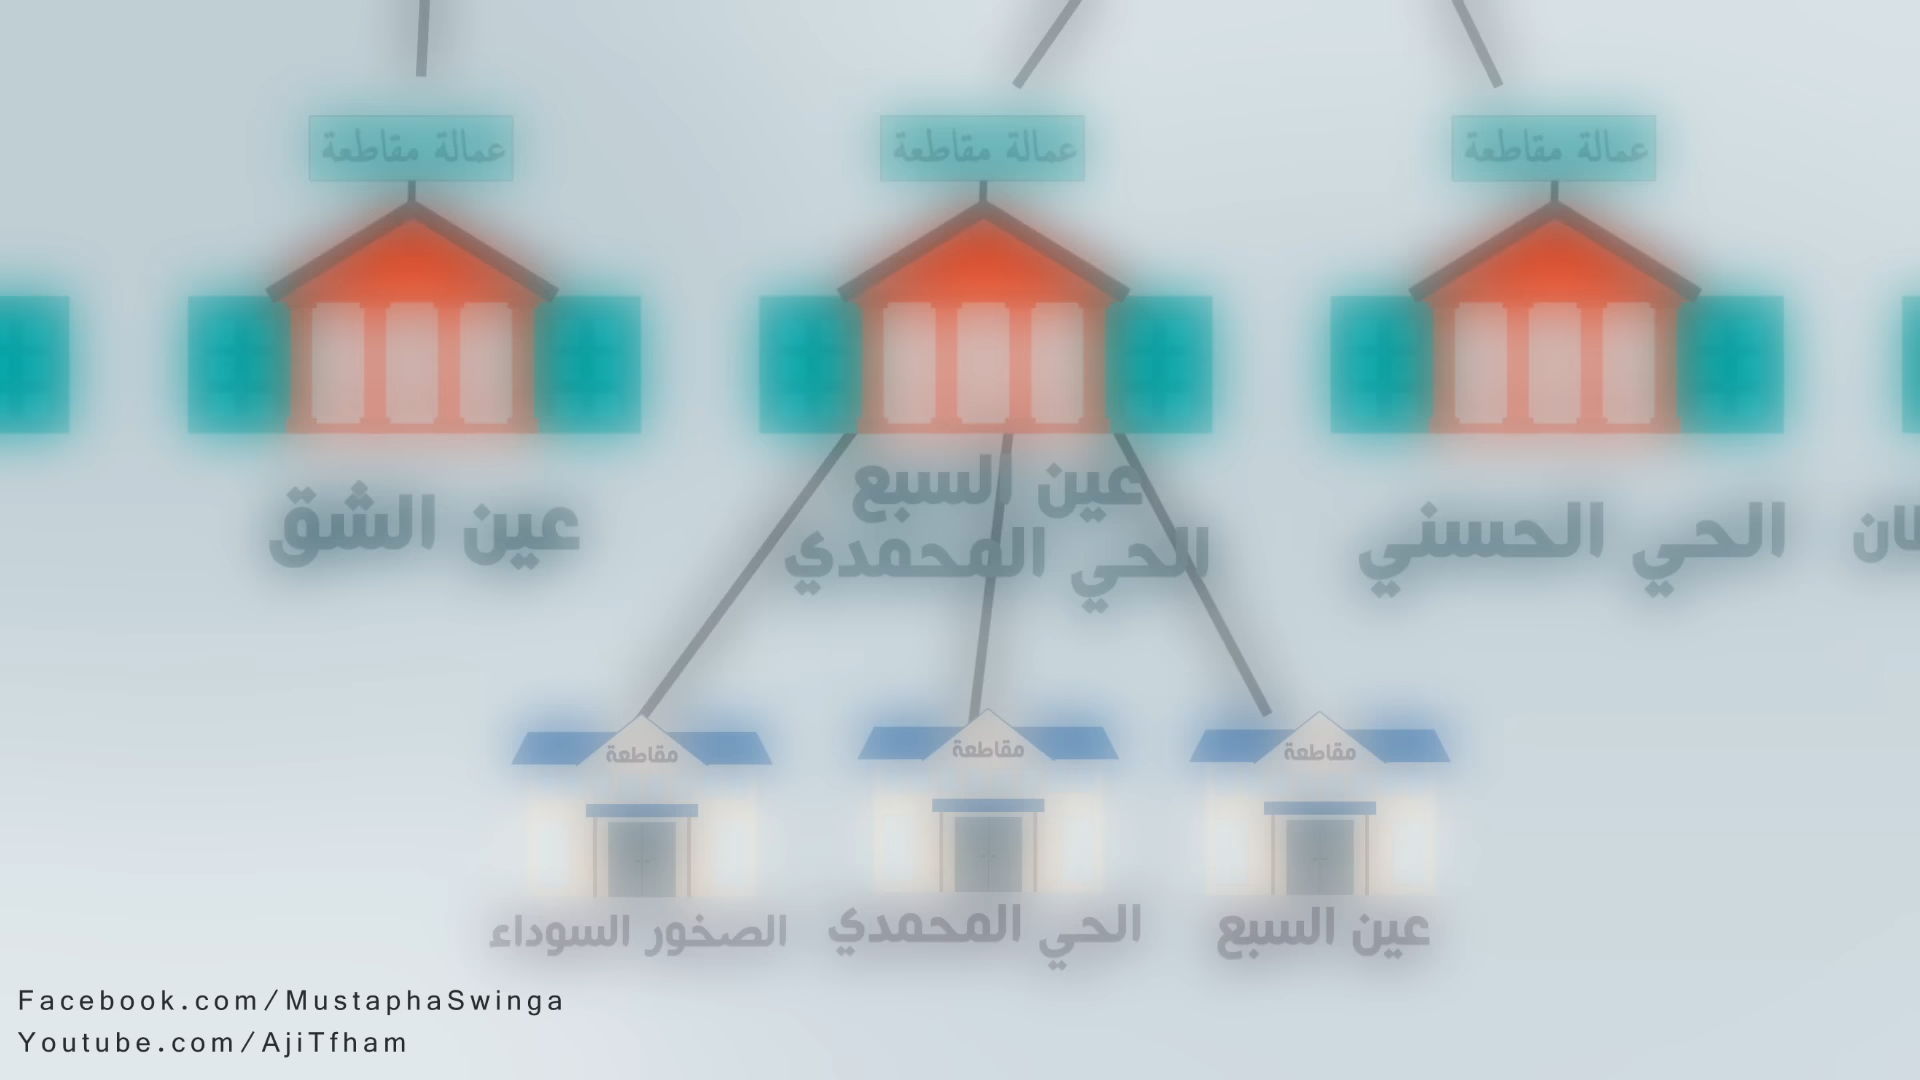 عمالة مقاطعة
عمالة مقاطعة
عمالة مقاطعة
عين الشق
عين السبع
الحي المحمدي
الحي الحسني
مقاطعة
مقاطعة
مقاطعة
الصخور السوداء
الحي المحمدي
عين السبع
Facebook.com/MustaphaSwinga
Youtube.com/AjiTfham